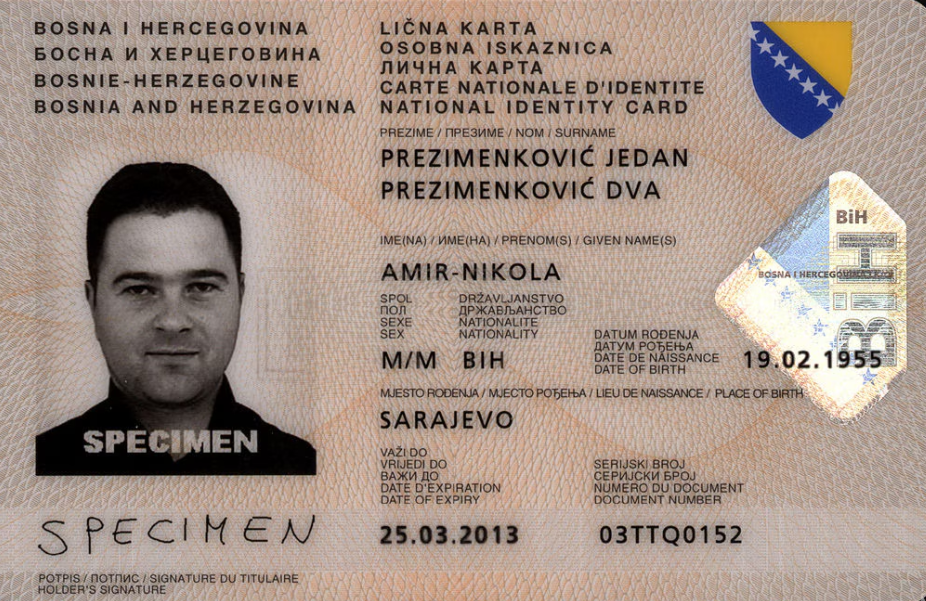 BOSNA I HERCEGOVINA
БОСНА И ХЕРЦЕГОВИНА
BOSNIE-HERZEGOVINE
BOSNIA AND HERZEGOVINA
LIČNA KARTA
OSOBNA ISKAZNICA
ЛИЧНА КАРТА
CARTE NATIONALE D'IDENTITE
NATIONAL IDENTITY CARD
PREZIME / ПРЕЗИМЕ / NOM / SURNAME
PREZIMENKOVIĆ JEDAN
PREZIMENKOVIĆ DVA
IME(NA) / ИМЕ(НА) / PRENOM(S) / GIVEN NAME(S)
AMIR-NIKOLA
SPOL
ПОЛ
SEXE
SEX
DRŽAVLJANSTVO
ДРЖАВЉАНСТВО
NATIONALITE
NATIONALITY
M/M BIH
DATUM ROĐENJA
ДАТУМ РОЂЕЊА
DATE DE NAISSANCE
DATE OF BIRTH
19.02.1955
MJESTO ROĐENJA / МЈЕСТО РОЂЕЊА / LIEU DE NAISSANCE / PLACE OF BIRTH
SARAJEVO
VAŽI DO
VRIJEDI DO
ВАЖИ ДО
DATE D'EXPIRATION
DATE OF EXPIRY
25.03.2013
SERIJSKI BROJ
СЕРИЈСКИ БРОЈ
NUMERO DU DOCUMENT
DOCUMENT NUMBER
03TTQ0152
BiH
BOSNA I HERCEGOVINA
BIH
SPECIMEN
SPECIMEN
POTPIS / ПОТПИС / SIGNATURE DU TITULAIRE
HOLDER'S SIGNATURE